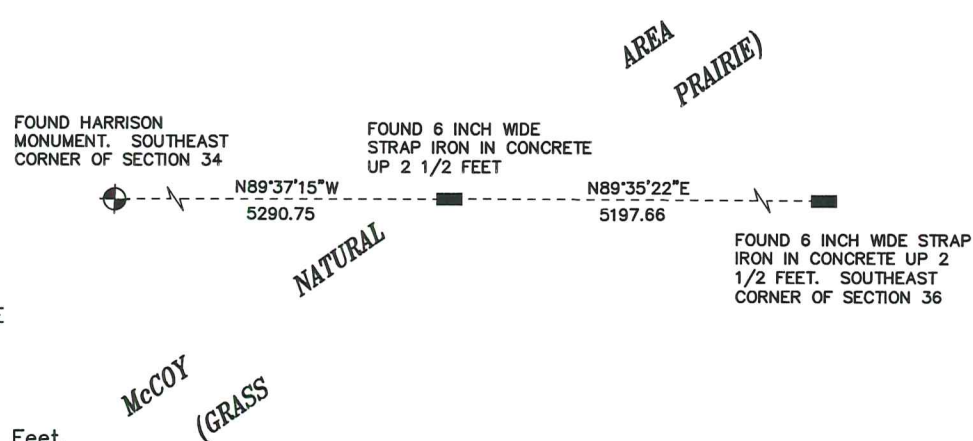 AREA
PRAIRIE)
FOUND HARRISON
MONUMENT. SOUTHEAST
CORNER OF SECTION 34
FOUND 6 INCH WIDE
STRAP IRON IN CONCRETE
UP 2 1/2 FEET
N89°37'15"W
5290.75
N89°35'22"E
5197.66
FOUND 6 INCH WIDE STRAP
IRON IN CONCRETE UP 2
1/2 FEET. SOUTHEAST
CORNER OF SECTION 36
NATURAL
E
McCOY
(GRASS
Feet